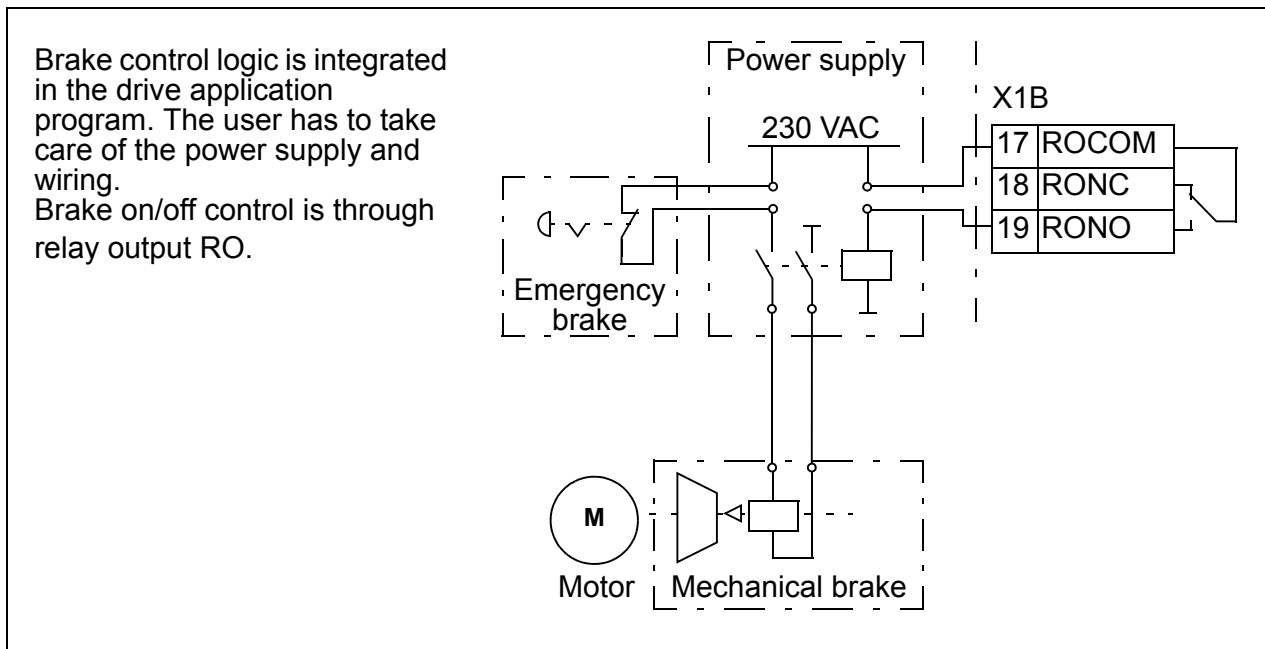 Brake control logic is integrated
in the drive application
program. The user has to take
care of the power supply and
wiring.
Brake on/off control is through
relay output RO.
Power supply
230 VAC
X1B
17 ROCOM
18 RONC
19 RONO
Emergency
brake
M
Motor
Mechanical brake